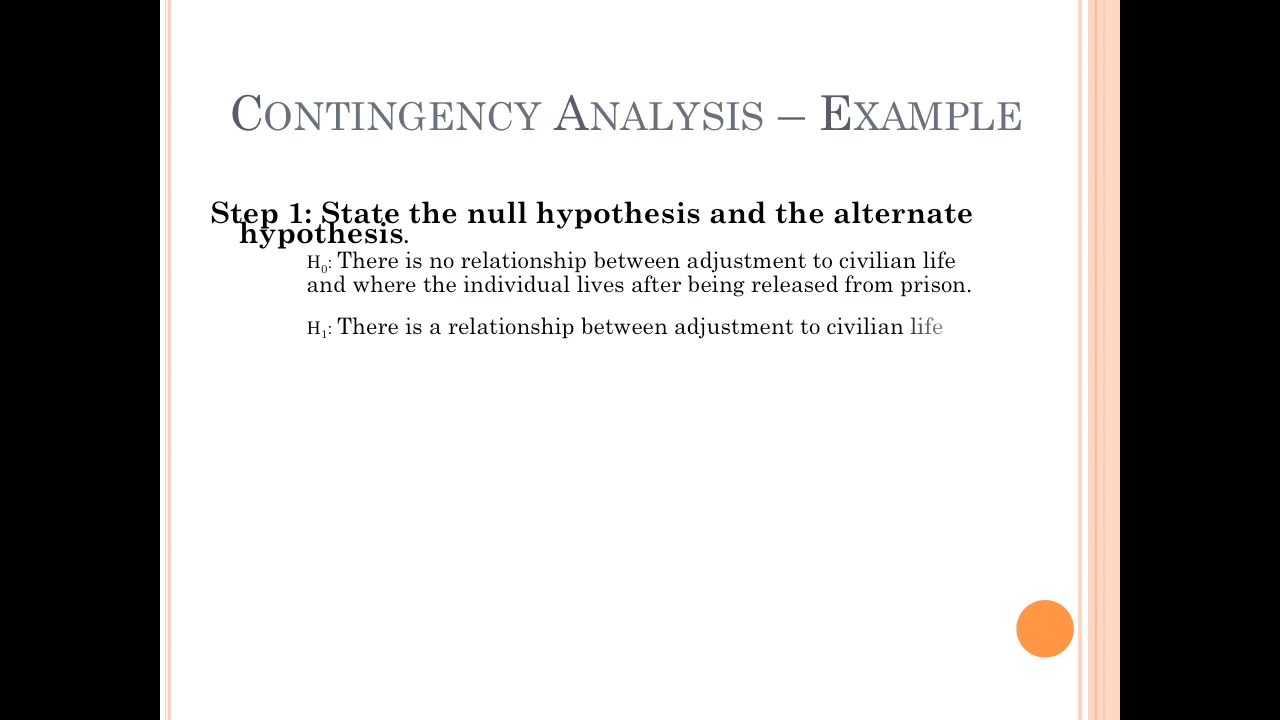 CONTINGENCY ANALYSIS – EXAMPLE
Step 1: State the null hypothesis and the alternate
hypothesis.
H₀: There is no relationship between adjustment to civilian life
and where the individual lives after being released from prison.
H₁: There is a relationship between adjustment to civilian life